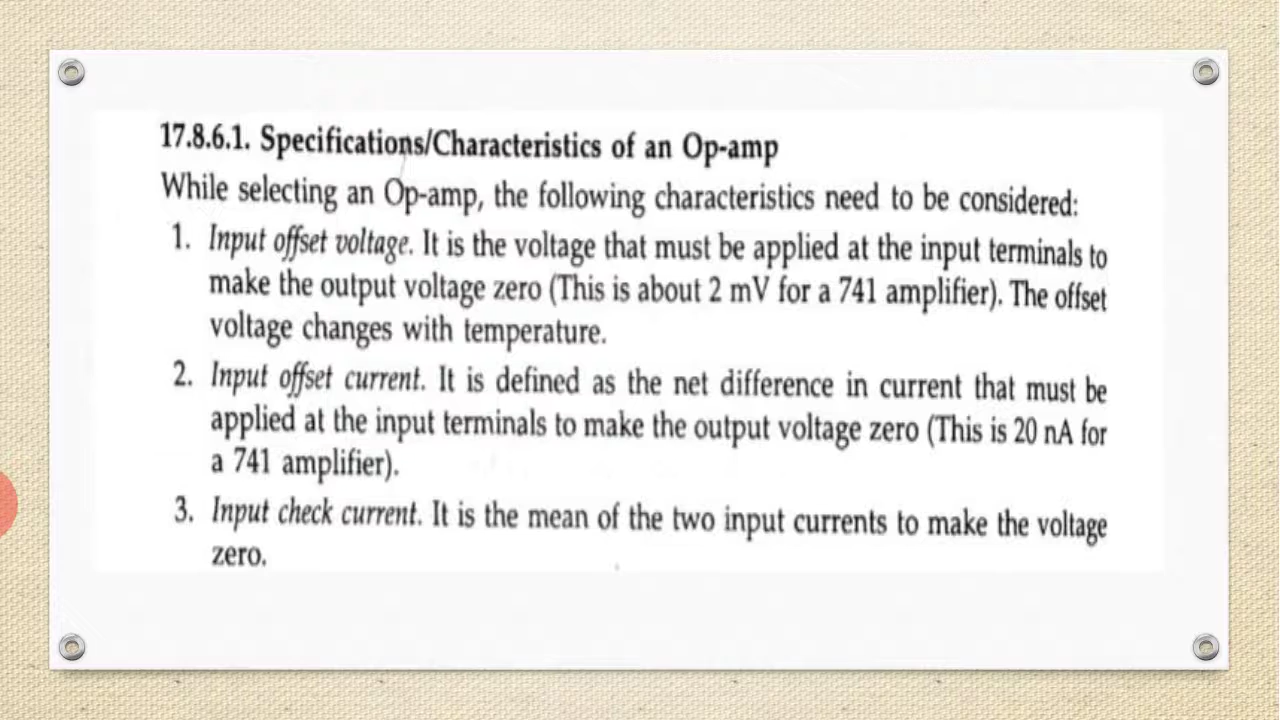 17.8.6.1. Specifications/Characteristics of an Op-amp
While selecting an Op-amp, the following characteristics need to be considered:
1. Input offset voltage. It is the voltage that must be applied at the input terminals to
make the output voltage zero (This is about 2 mV for a 741 amplifier). The offset
voltage changes with temperature.
2. Input offset current. It is defined as the net difference in current that must be
applied at the input terminals to make the output voltage zero (This is 20 nA for
a 741 amplifier).
3. Input check current. It is the mean of the two input currents to make the voltage
zero.